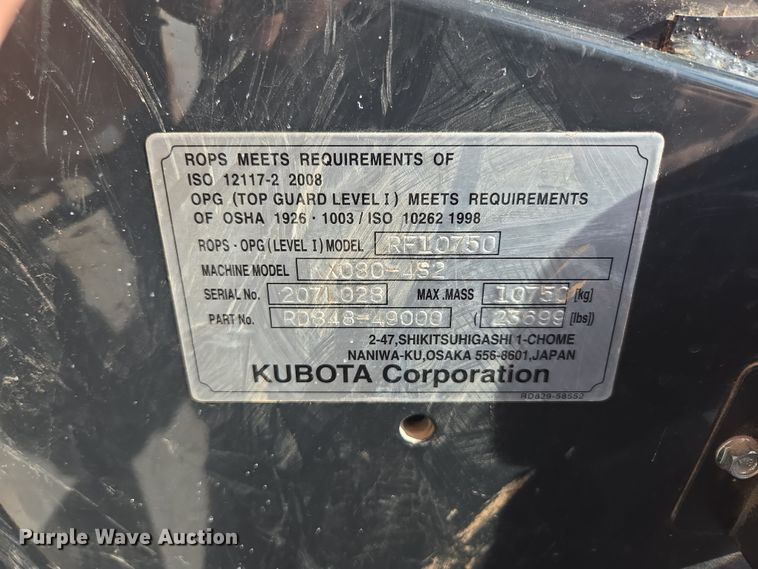 ROPS MEETS REQUIREMENTS OF
ISO 12117-2 2008
OPG (TOP GUARD LEVEL I) MEETS REQUIREMENTS
OF OSHA 1926・1003 / ISO 10262 1998
ROPS・OPG (LEVEL I) MODEL RF10750
MACHINE MODEL KX080-4S2
SERIAL No. 2071028 MAX.MASS 10750 [kg]
PART No. RD848-49000 ( 23699 [lbs])
2-47,SHIKITSUHIGASHI 1-CHOME
NANIWA-KU,OSAKA 556-8601,JAPAN
KUBOTA Corporation
RD829-58552
Purple Wave Auction